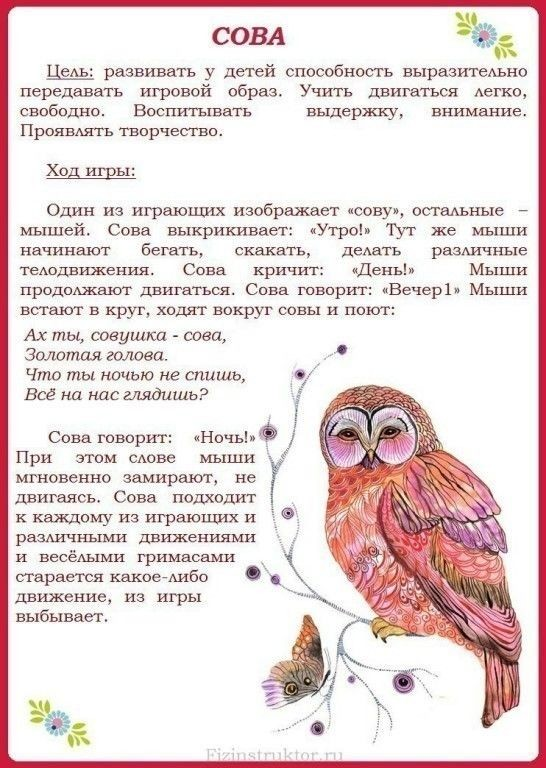 СОВА
Цель: развивать у детей способность выразительно
передавать игровой образ. Учить двигаться легко,
свободно. Воспитывать выдержку, внимание.
Проявлять творчество.
Ход игры:
Один из играющих изображает «сову», остальные –
мышей. Сова выкрикивает: «Утро!» Тут же мыши
начинают бегать, скакать, делать различные
телодвижения. Сова кричит: «День!» Мыши
продолжают двигаться. Сова говорит: «Вечер1» Мыши
встают в круг, ходят вокруг совы и поют:
Ах ты, совушка - сова,
Золотая голова.
Что ты ночью не спишь,
Всё на нас глядишь?
Сова говорит: «Ночь!»
При этом слове мыши
мгновенно замирают, не
двигаясь. Сова подходит
к каждому из играющих и
различными движениями
и весёлыми гримасами
старается какое-либо
движение, из игры
выбывает.
Fizinstruktor.ru